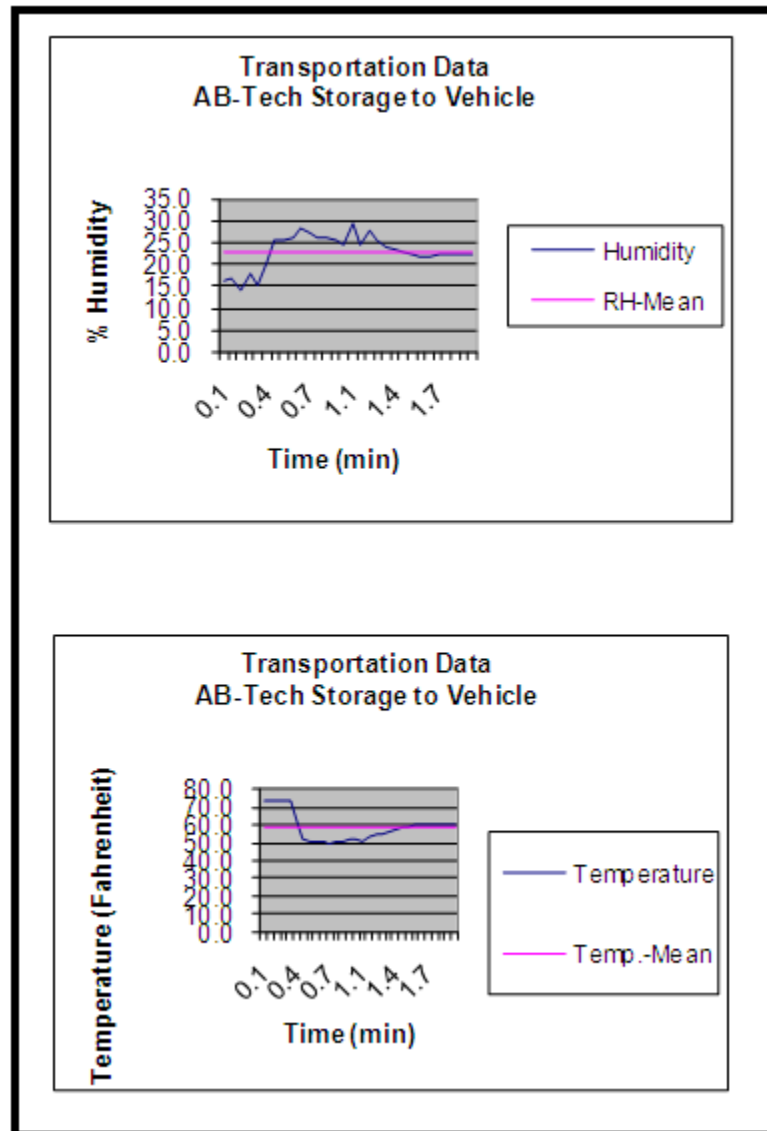 Transportation Data
AB-Tech Storage to Vehicle
% Humidity
35.0
30.0
25.0
20.0
15.0
10.0
5.0
0.0
0.1
0.4
0.7
1.1
1.4
1.7
Time (min)
Humidity
RH-Mean
Transportation Data
AB-Tech Storage to Vehicle
Temperature (Fahrenheit)
80.0
70.0
60.0
50.0
40.0
30.0
20.0
10.0
0.0
0.1
0.4
0.7
1.1
1.4
1.7
Time (min)
Temperature
Temp.-Mean